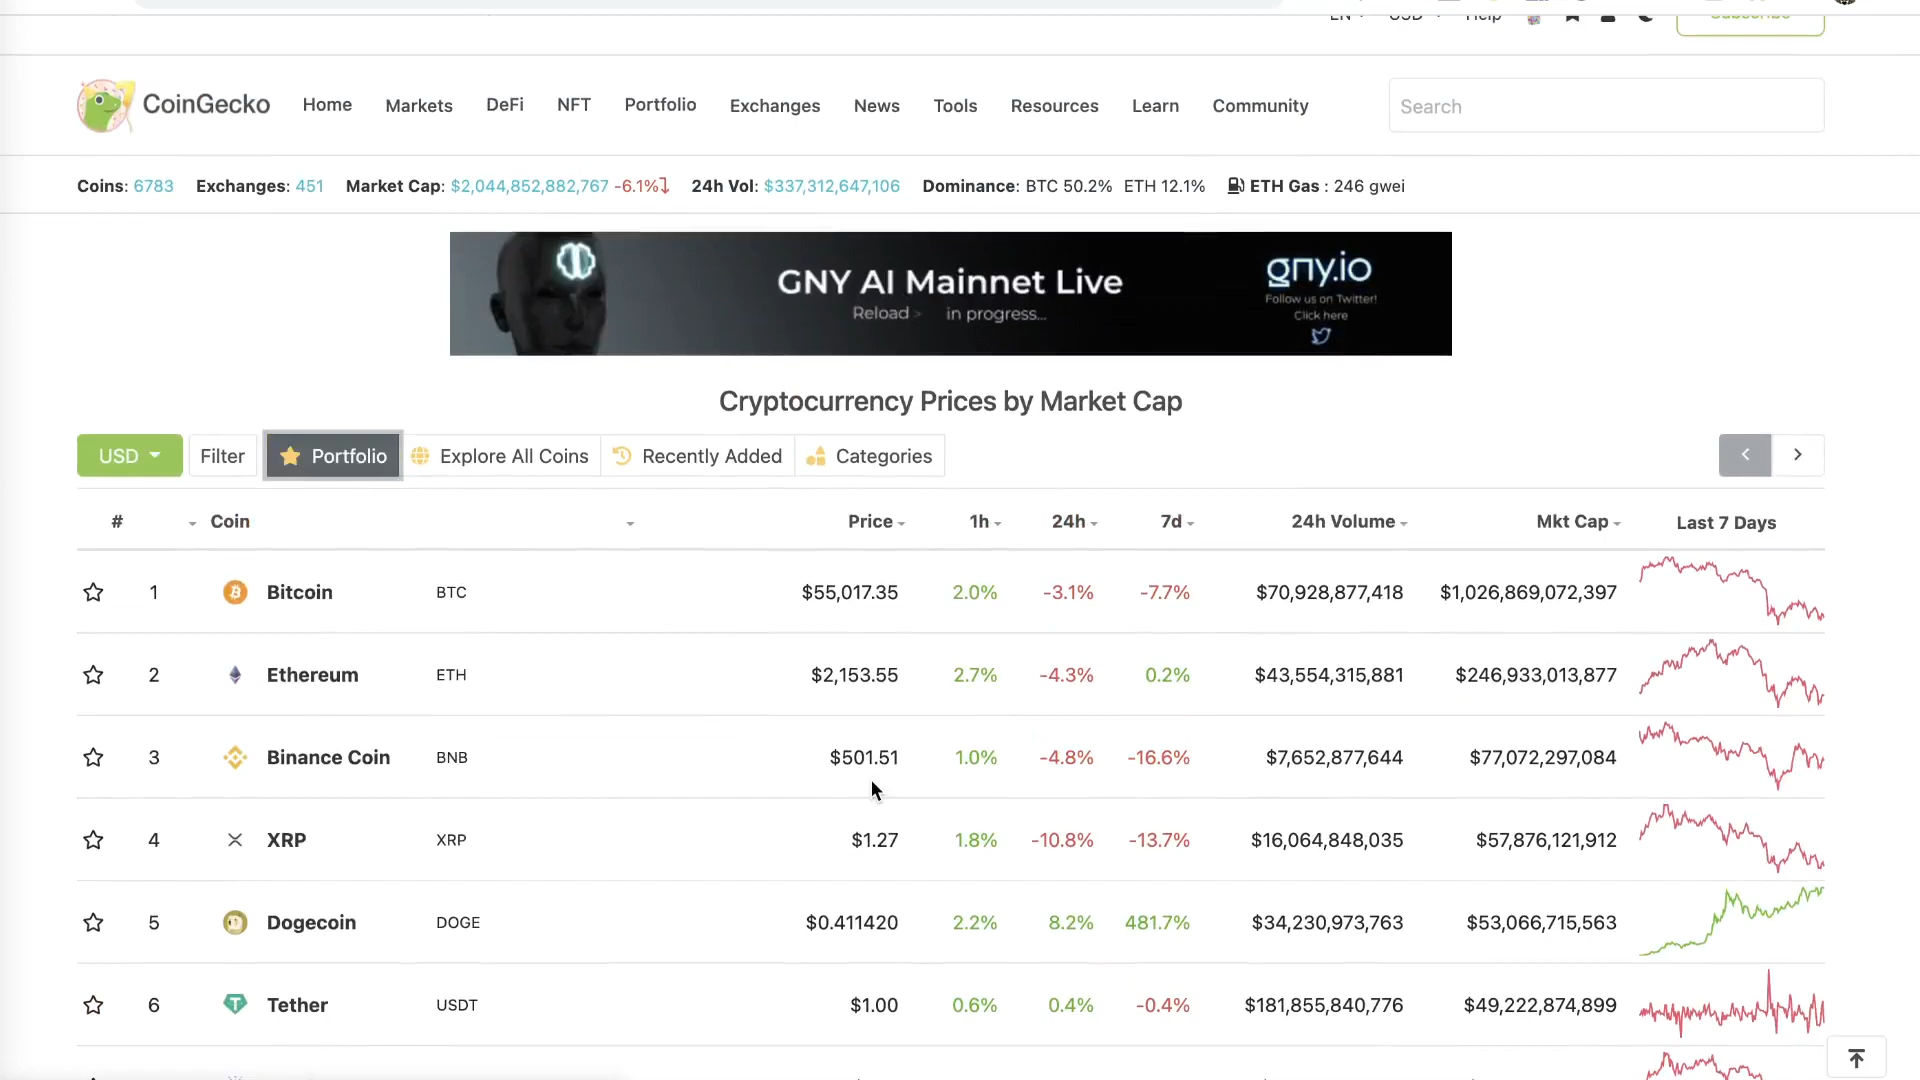 EN USD Help Subscribe
CoinGecko Home Markets DeFi NFT Portfolio Exchanges News Tools Resources Learn Community Search
Coins: 6783 Exchanges: 451 Market Cap: $2,044,852,882,767 -6.1% 24h Vol: $337,312,647,106 Dominance: BTC 50.2% ETH 12.1% ETH Gas : 246 gwei
GNY AI Mainnet Live
Reload > in progress...
gny.io
Follow us on Twitter!
Click here
Cryptocurrency Prices by Market Cap
USD Filter Portfolio Explore All Coins Recently Added Categories
# Coin Price 1h 24h 7d 24h Volume Mkt Cap Last 7 Days
1 Bitcoin BTC $55,017.35 2.0% -3.1% -7.7% $70,928,877,418 $1,026,869,072,397
2 Ethereum ETH $2,153.55 2.7% -4.3% 0.2% $43,554,315,881 $246,933,013,877
3 Binance Coin BNB $501.51 1.0% -4.8% -16.6% $7,652,877,644 $77,072,297,084
4 XRP XRP $1.27 1.8% -10.8% -13.7% $16,064,848,035 $57,876,121,912
5 Dogecoin DOGE $0.411420 2.2% 8.2% 481.7% $34,230,973,763 $53,066,715,563
6 Tether USDT $1.00 0.6% 0.4% -0.4% $181,855,840,776 $49,222,874,899